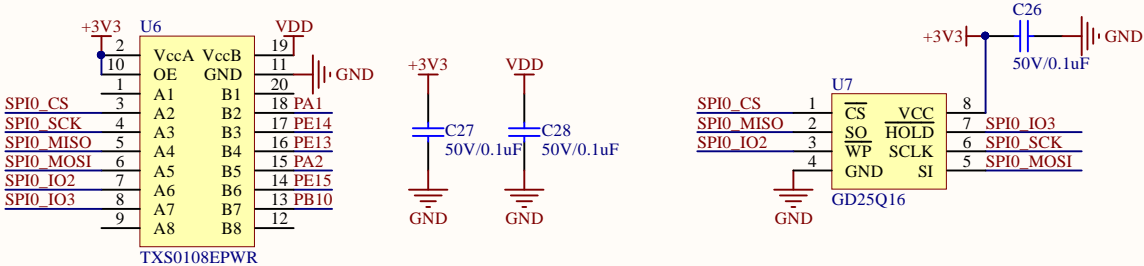 U6
+3V3
VDD
2 VccA VccB 19
10 OE GND 11 GND
1 A1 B1 20
SPI0_CS 3 A2 B2 18 PA1
SPI0_SCK 4 A3 B3 17 PE14
SPI0_MISO 5 A4 B4 16 PE13
SPI0_MOSI 6 A5 B5 15 PA2
SPI0_IO2 7 A6 B6 14 PE15
SPI0_IO3 8 A7 B7 13 PB10
9 A8 B8 12
TXS0108EPWR
+3V3
C27
50V/0.1uF
GND
VDD
C28
50V/0.1uF
GND
C26
+3V3
GND
50V/0.1uF
U7
SPI0_CS 1 CS VCC 8
SPI0_MISO 2 SO HOLD 7 SPI0_IO3
SPI0_IO2 3 WP SCLK 6 SPI0_SCK
4 GND SI 5 SPI0_MOSI
GND
GD25Q16